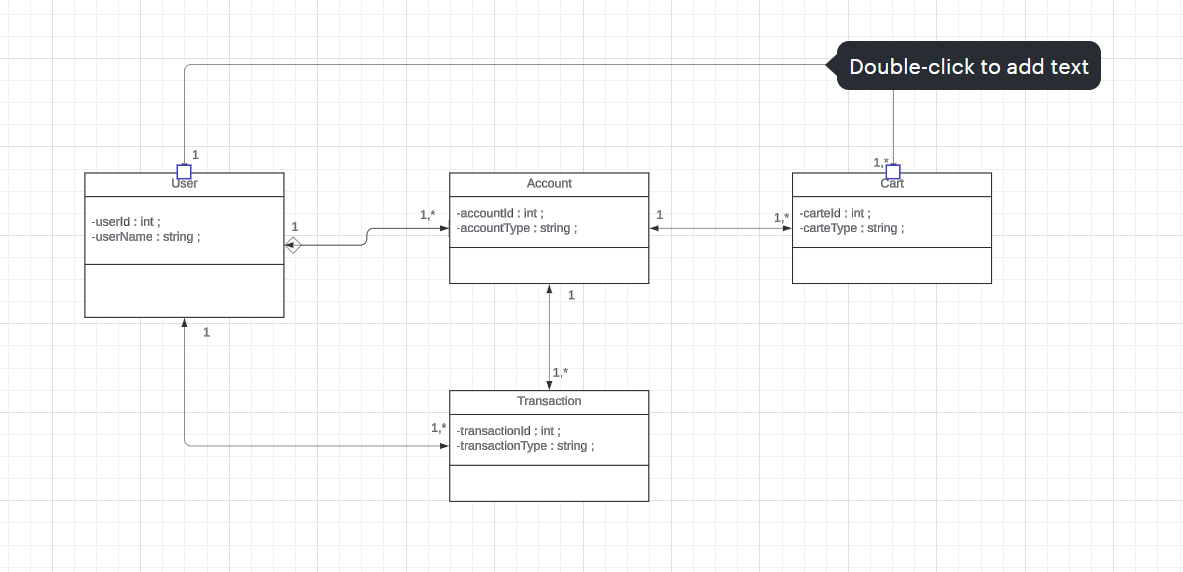 Double-click to add text
1
1,*
User
-userId : int ;
-userName : string ;
1
1,*
Account
-accountId : int ;
-accountType : string ;
1
1,*
Cart
-carteId : int ;
-carteType : string ;
1
1
1,*
1,*
Transaction
-transactionId : int ;
-transactionType : string ;